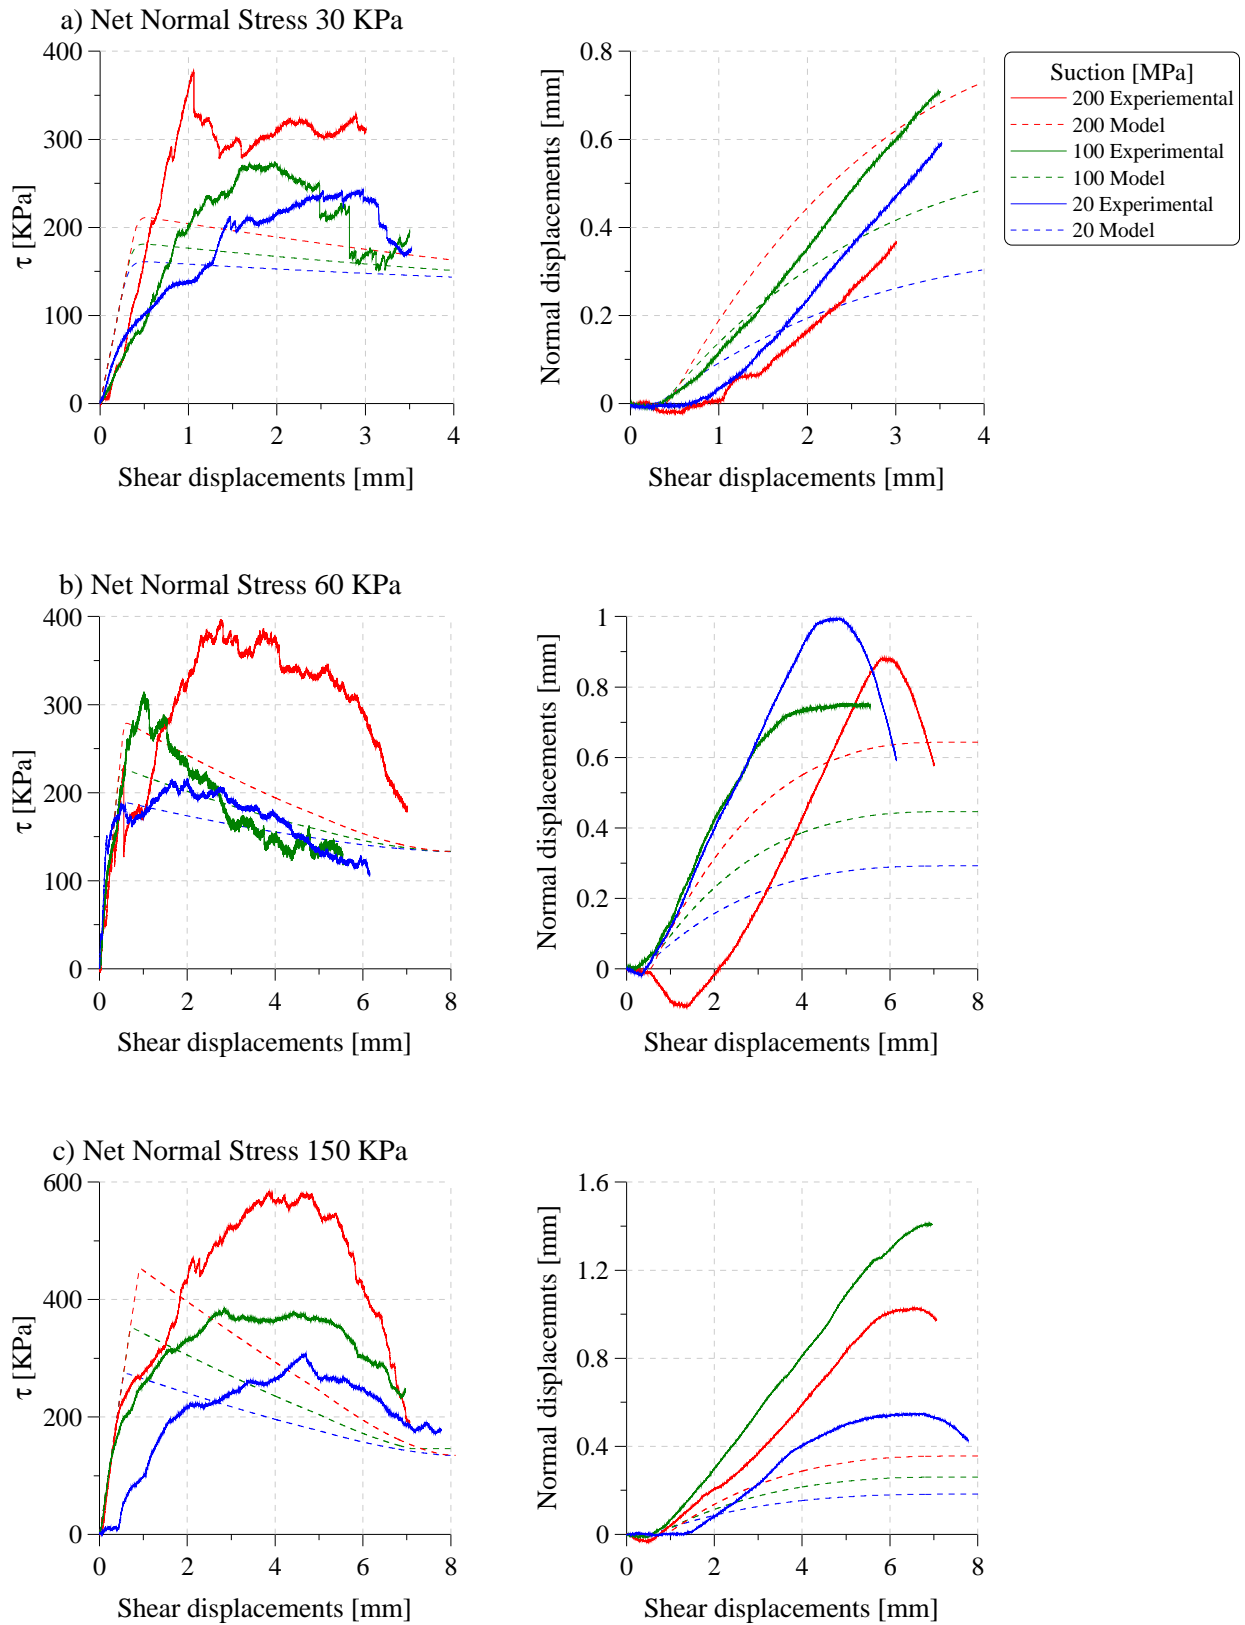 a) Net Normal Stress 30 KPa
400
300
200
100
0
τ [KPa]
0 1 2 3 4
Shear displacements [mm]
0.8
0.6
0.4
0.2
0
Normal displacements [mm]
0 1 2 3 4
Shear displacements [mm]
Suction [MPa]
200 Experiemental
200 Model
100 Experimental
100 Model
20 Experimental
20 Model
b) Net Normal Stress 60 KPa
400
300
200
100
0
τ [KPa]
0 2 4 6 8
Shear displacements [mm]
1
0.8
0.6
0.4
0.2
0
Normal displacements [mm]
0 2 4 6 8
Shear displacements [mm]
c) Net Normal Stress 150 KPa
600
400
200
0
τ [KPa]
0 2 4 6 8
Shear displacements [mm]
1.6
1.2
0.8
0.4
0
Normal displacemnts [mm]
0 2 4 6 8
Shear displacements [mm]